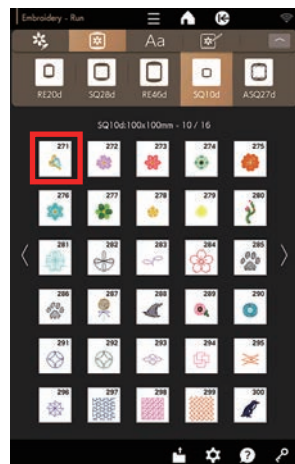 Embroidery - Run
Aa
RE20d SQ28d RE46d SQ10d ASQ27d
SQ10d:100x100mm - 10 / 16
271 272 273 274 275
276 277 278 279 280
281 282 283 284 285
286 287 288 289 290
291 292 293 294 295
296 297 298 299 300